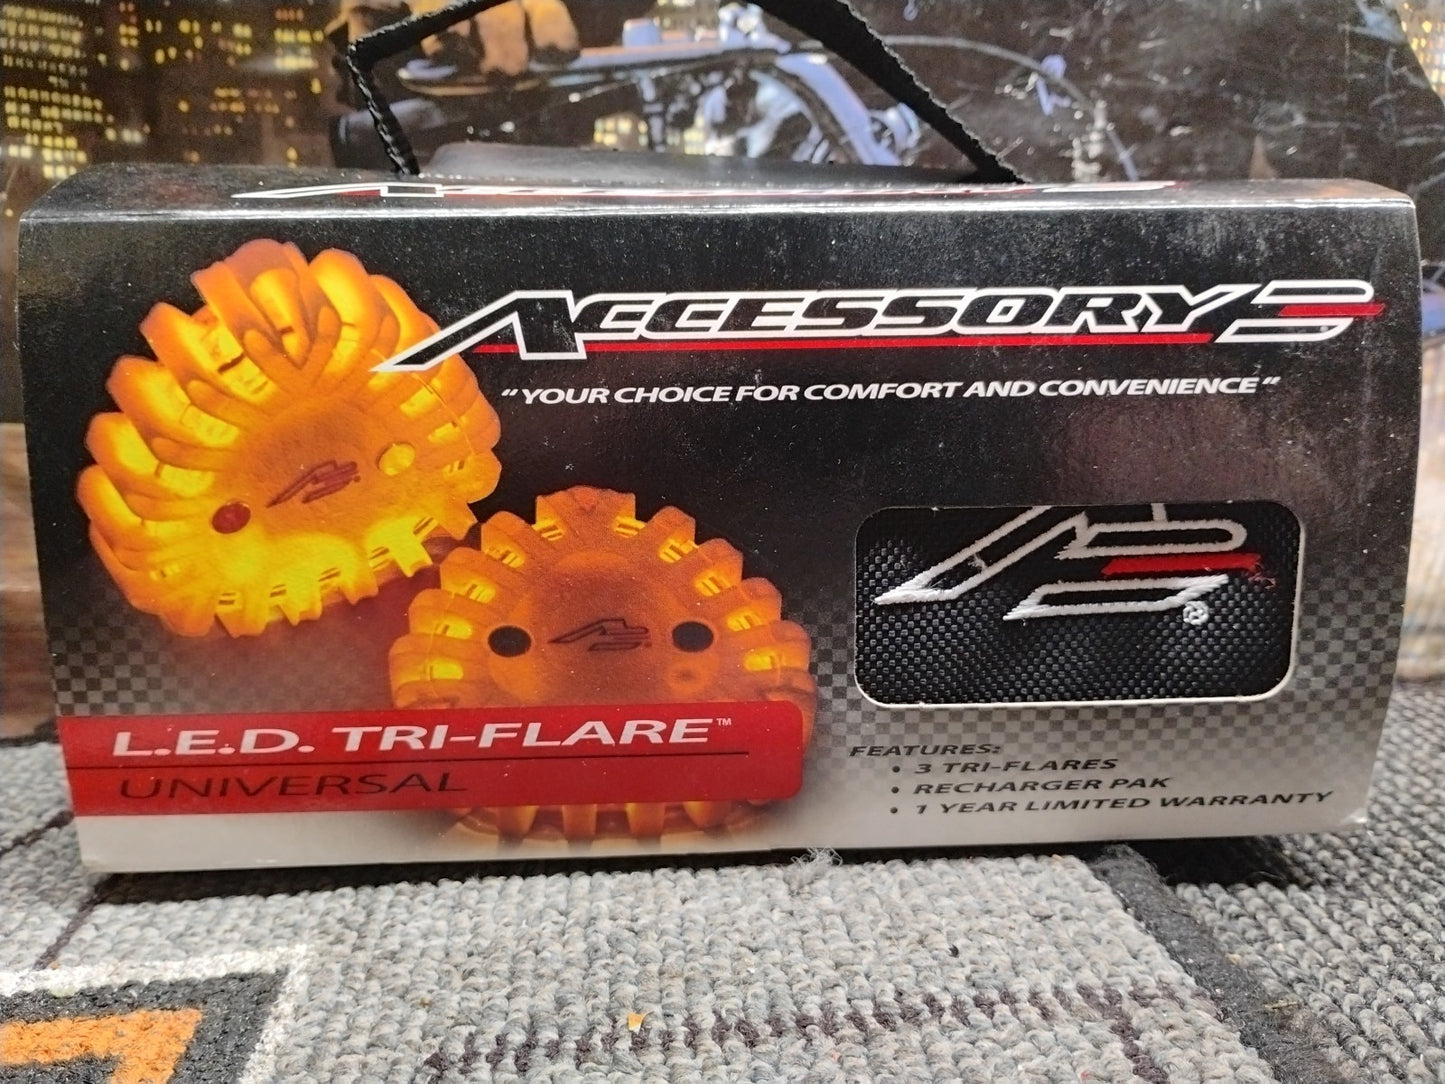 ACCESSORY
"YOUR CHOICE FOR COMFORT AND CONVENIENCE"
L.E.D. TRI-FLARE™
UNIVERSAL
FEATURES:
• 3 TRI-FLARES
• RECHARGER PAK
• 1 YEAR LIMITED WARRANTY
®